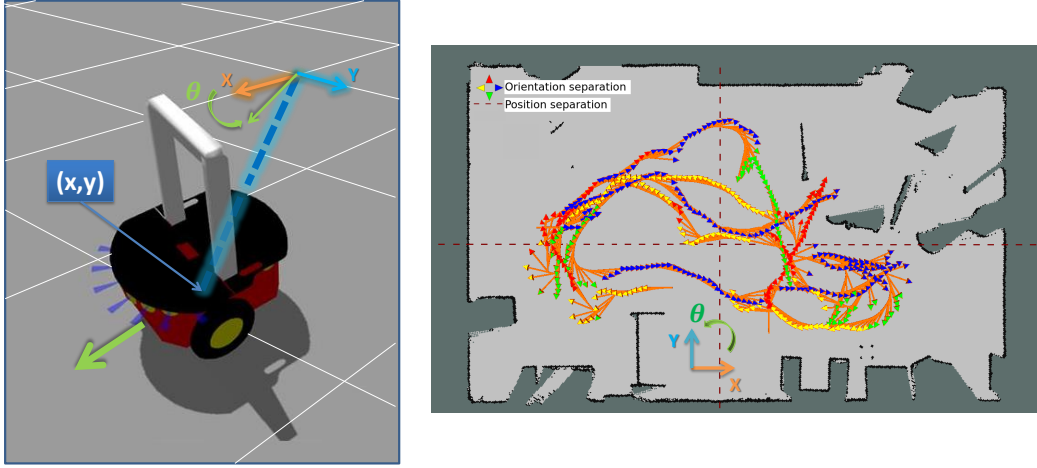 X
Y
θ
(x,y)
Orientation separation
Position separation
θ
Y
X